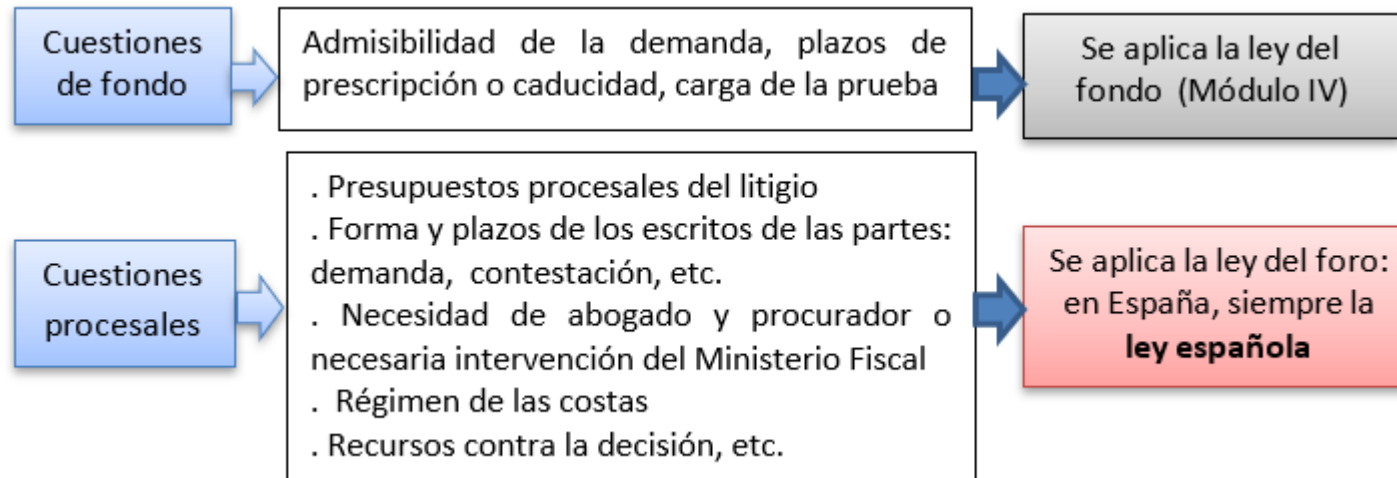 Cuestiones
de fondo
Admisibilidad de la demanda, plazos de
prescripción o caducidad, carga de la prueba
Se aplica la ley del
fondo (Módulo IV)
Cuestiones
procesales
. Presupuestos procesales del litigio
. Forma y plazos de los escritos de las partes:
demanda, contestación, etc.
. Necesidad de abogado y procurador o
necesaria intervención del Ministerio Fiscal
. Régimen de las costas
. Recursos contra la decisión, etc.
Se aplica la ley del foro:
en España, siempre la
ley española